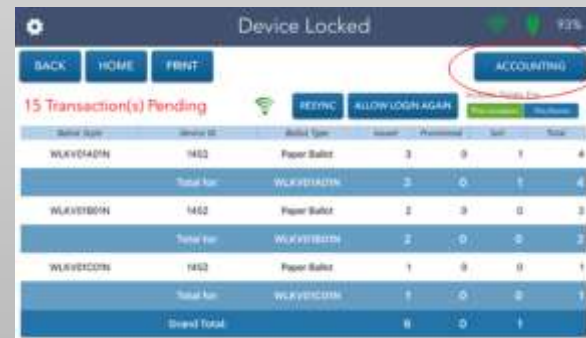 Device Locked 93%
BACK HOME PRINT ACCOUNTING
15 Transaction(s) Pending RESYNC ALLOW LOGIN AGAIN
Ballot Style Device ID Ballot Type Issued Provisional Total
WLKV01A01N 1452 Paper Ballot 3 0 1 4
Total for: WLKV01A01N 3 0 1 4
WLKV01B01N 1452 Paper Ballot 2 0 0 2
Total for: WLKV01B01N 2 0 0 2
WLKV01C01N 1452 Paper Ballot 1 0 0 1
Total for: WLKV01C01N 1 0 0 1
Grand Total: 6 0 1